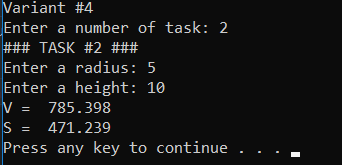 Variant #4
Enter a number of task: 2
### TASK #2 ###
Enter a radius: 5
Enter a height: 10
V =  785.398
S =  471.239
Press any key to continue . . .